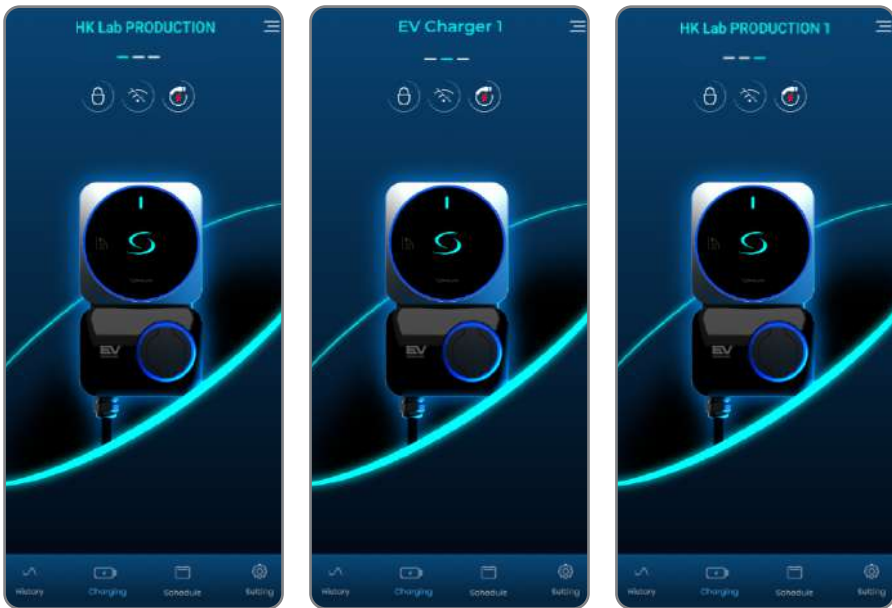 HK Lab PRODUCTION
EV
History
Charging
Schedule
Setting
EV Charger 1
EV
History
Charging
Schedule
Setting
HK Lab PRODUCTION 1
EV
History
Charging
Schedule
Setting